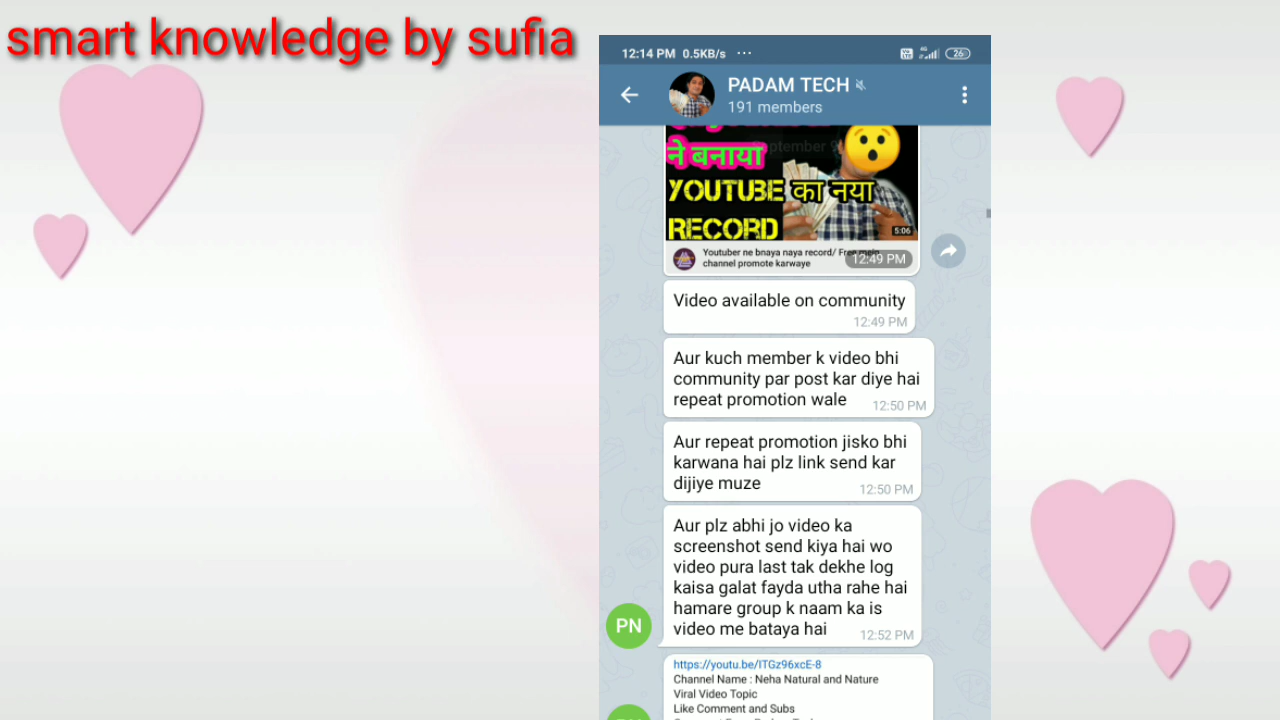 smart knowledge by sufia
12:14 PM 0.5KB/s ...
26
PADAM TECH
191 members
September
ने बनाया
YOUTUBE का नया
RECORD
5:06
Youtuber ne bnaya naya record/ Free mein
channel promote karwaye
12:49 PM
Video available on community
12:49 PM
Aur kuch member k video bhi
community par post kar diye hai
repeat promotion wale 12:50 PM
Aur repeat promotion jisko bhi
karwana hai plz link send kar
dijiye muze 12:50 PM
Aur plz abhi jo video ka
screenshot send kiya hai wo
video pura last tak dekhe log
kaisa galat fayda utha rahe hai
hamare group k naam ka is
video me bataya hai 12:52 PM
PN
https://youtu.be/ITGz96xcE-8
Channel Name : Neha Natural and Nature
Viral Video Topic
Like Comment and Subs